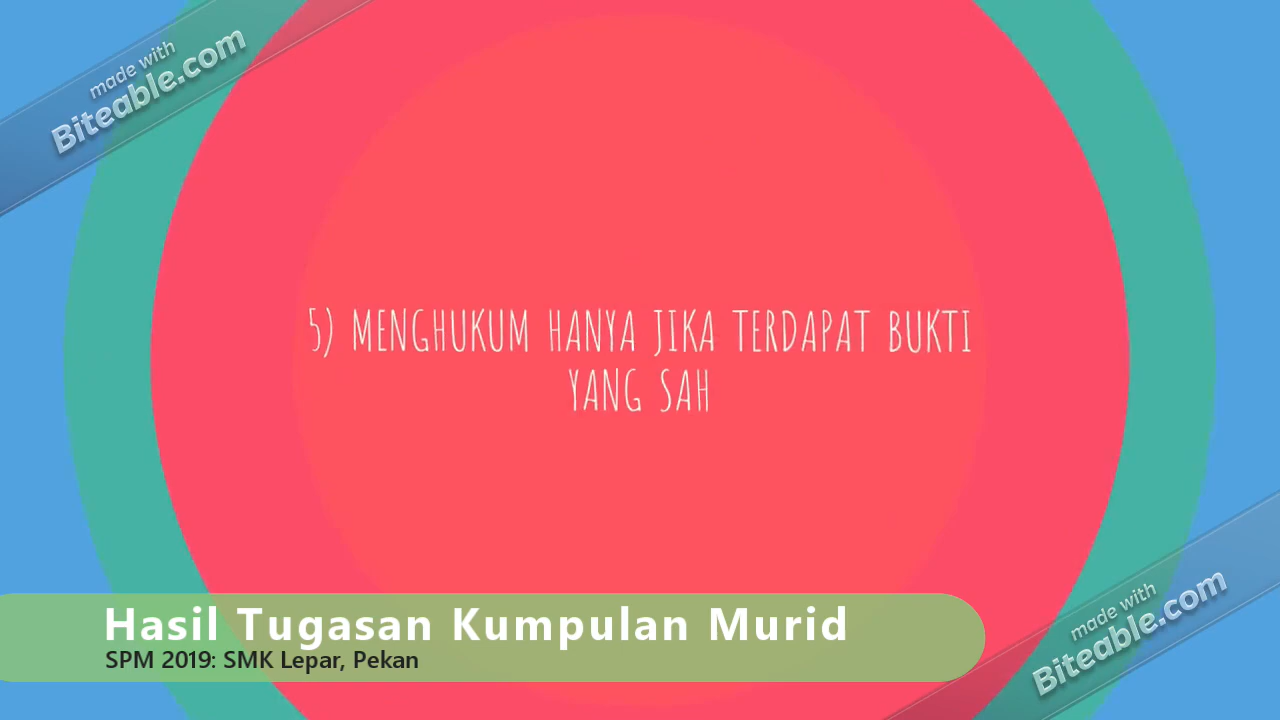 made with
Biteable.com
5) MENGHUKUM HANYA JIKA TERDAPAT BUKTI
YANG SAH
Hasil Tugasan Kumpulan Murid
SPM 2019: SMK Lepar, Pekan
made with
Biteable.com